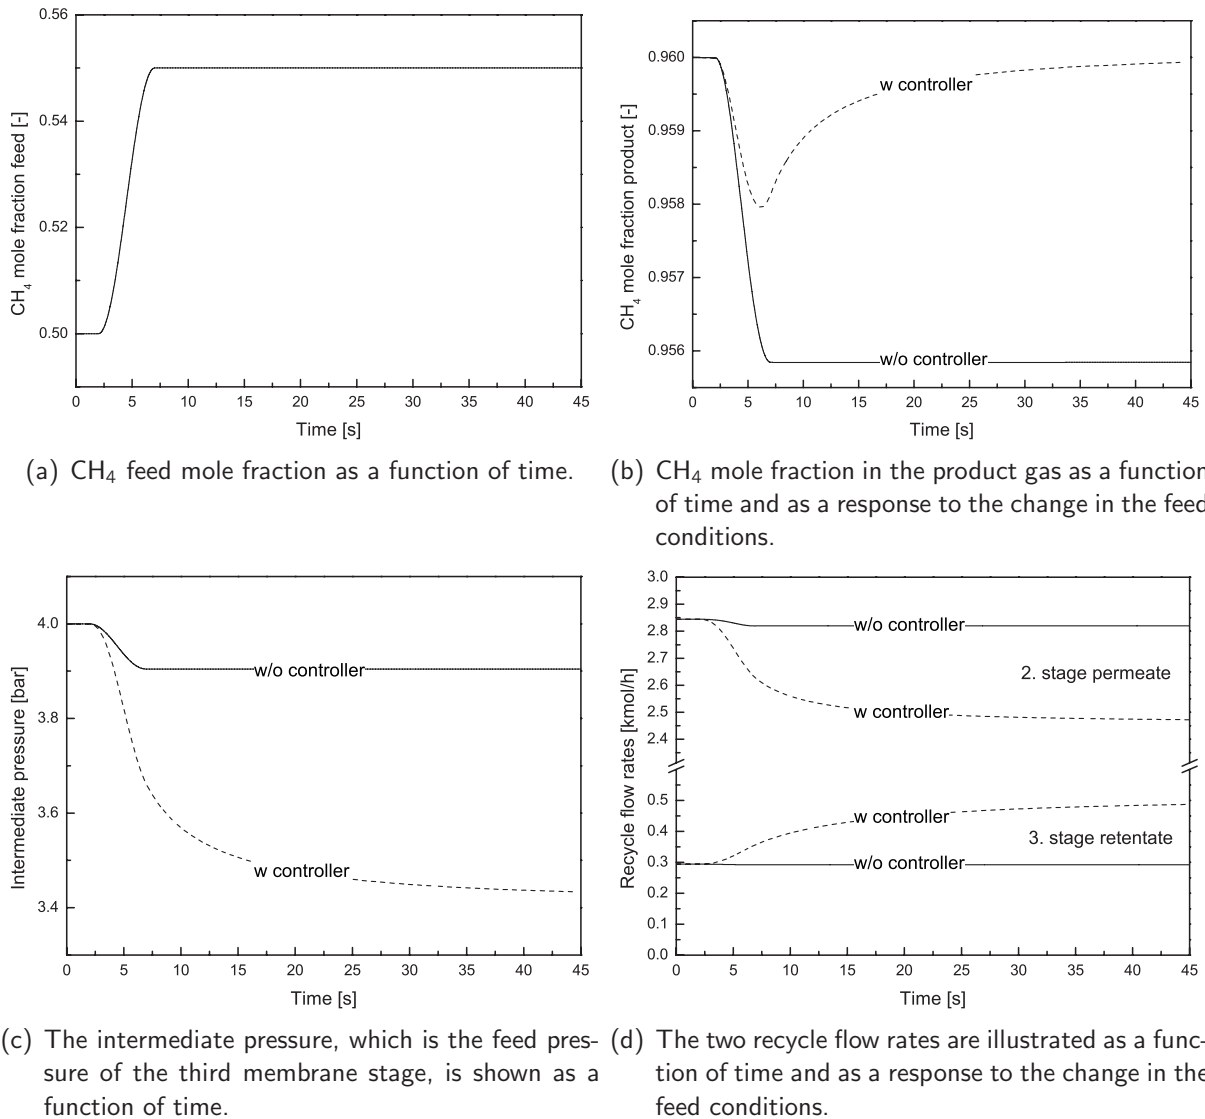 0.56
0.54
0.52
0.50
CH4 mole fraction feed [-]
0 5 10 15 20 25 30 35 40 45
Time [s]
(a) CH4 feed mole fraction as a function of time.
0.960
0.959
0.958
0.957
0.956
CH4 mole fraction product [-]
w controller
w/o controller
0 5 10 15 20 25 30 35 40 45
Time [s]
(b) CH4 mole fraction in the product gas as a function
of time and as a response to the change in the feed
conditions.
4.0
3.8
3.6
3.4
Intermediate pressure [bar]
w/o controller
w controller
0 5 10 15 20 25 30 35 40 45
Time [s]
(c) The intermediate pressure, which is the feed pres-
sure of the third membrane stage, is shown as a
function of time.
3.0
2.9
2.8
2.7
2.6
2.5
2.4
0.5
0.4
0.3
0.2
0.1
0.0
Recycle flow rates [kmol/h]
w/o controller
2. stage permeate
w controller
w controller
3. stage retentate
w/o controller
0 5 10 15 20 25 30 35 40 45
Time [s]
(d) The two recycle flow rates are illustrated as a func-
tion of time and as a response to the change in the
feed conditions.